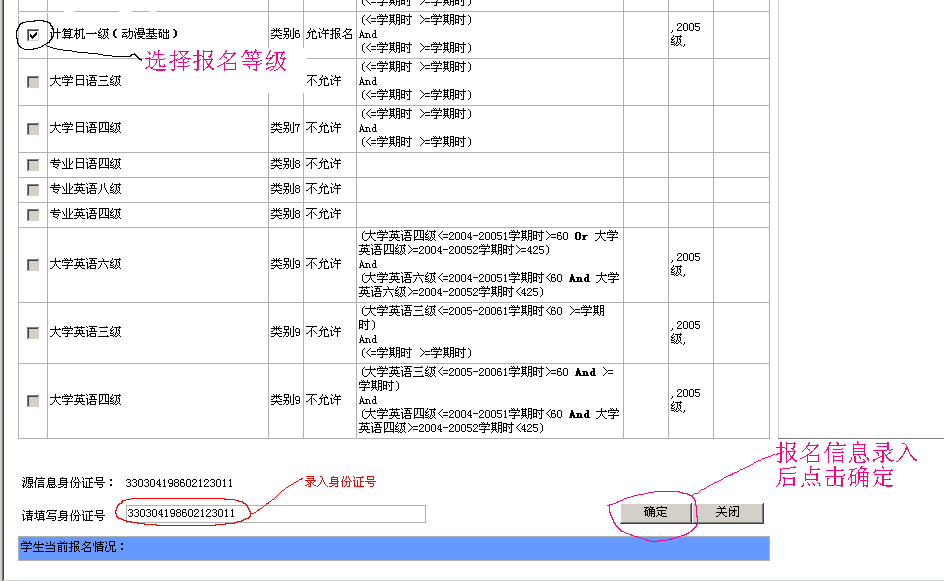 (<=学期时 >=学期时)
计算机一级(动漫基础) 类别6 允许报名 (<=学期时 >=学期时)
And
(<=学期时 >=学期时)
,2005
级,
选择报名等级
大学日语三级 不允许 (<=学期时 >=学期时)
And
(<=学期时 >=学期时)
大学日语四级 类别7 不允许 (<=学期时 >=学期时)
And
(<=学期时 >=学期时)
专业日语四级 类别8 不允许
专业英语八级 类别8 不允许
专业英语四级 类别8 不允许
大学英语六级 类别9 不允许
(大学英语四级<=2004-20051学期时>=60 Or 大学
英语四级>=2004-20052学期时>=425)
And
(大学英语六级<=2004-20051学期时<60 And 大学
英语六级>=2004-20052学期时<425)
,2005
级,
大学英语三级 类别9 不允许
(大学英语三级<=2005-20061学期时<60 >=学期
时)
And
(<=学期时 >=学期时)
,2005
级,
大学英语四级 类别9 不允许
(大学英语三级<=2005-20061学期时>=60 And >=
学期时)
And
(大学英语四级<=2004-20051学期时<60 And 大学
英语四级>=2004-20052学期时<425)
,2005
级,
报名信息录入
后点击确定
源信息身份证号: 330304198602123011
录入身份证号
请填写身份证号 330304198602123011
确定 关闭
学生当前报名情况: